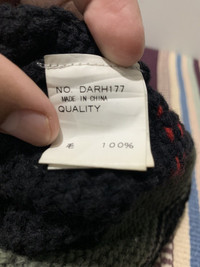 NO. DARH177
MADE IN CHINA
QUALITY
100%